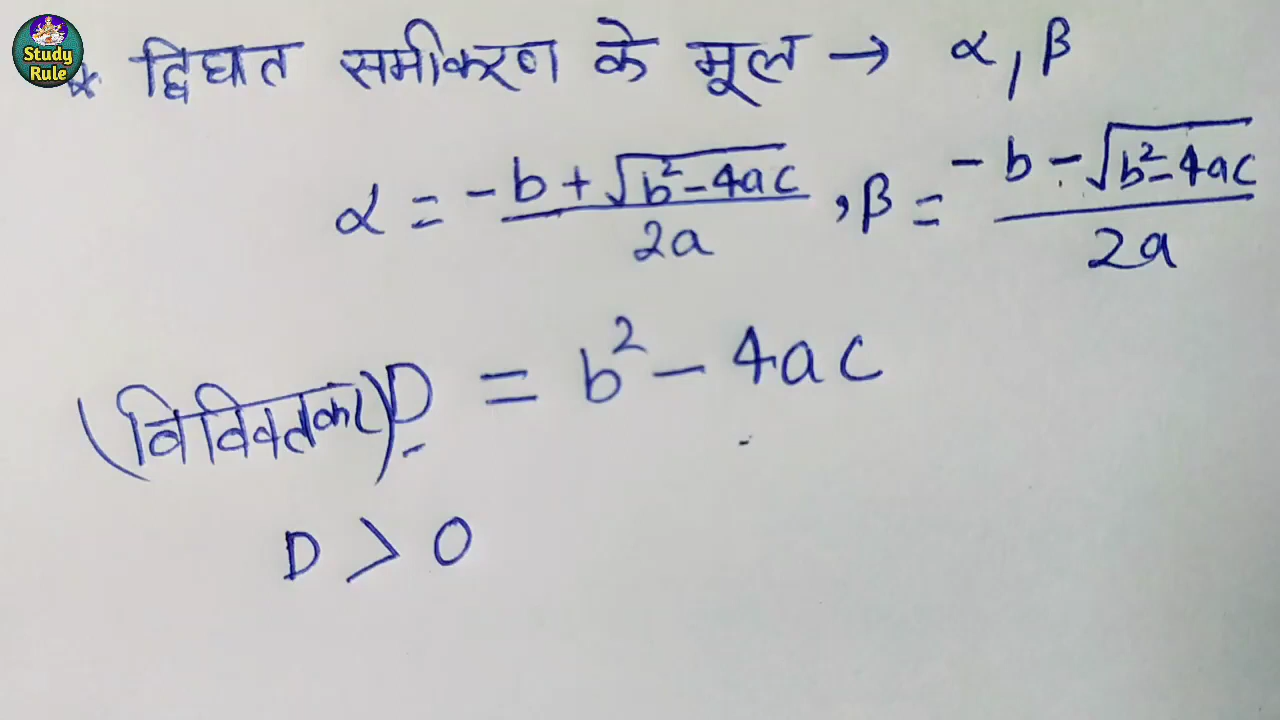 Study
Rule
* द्विघात समीकरण के मूल → α, β
α = -b + √b² - 4ac / 2a , β = -b - √b² - 4ac / 2a
(विविक्तकर) D = b² - 4ac
D > 0